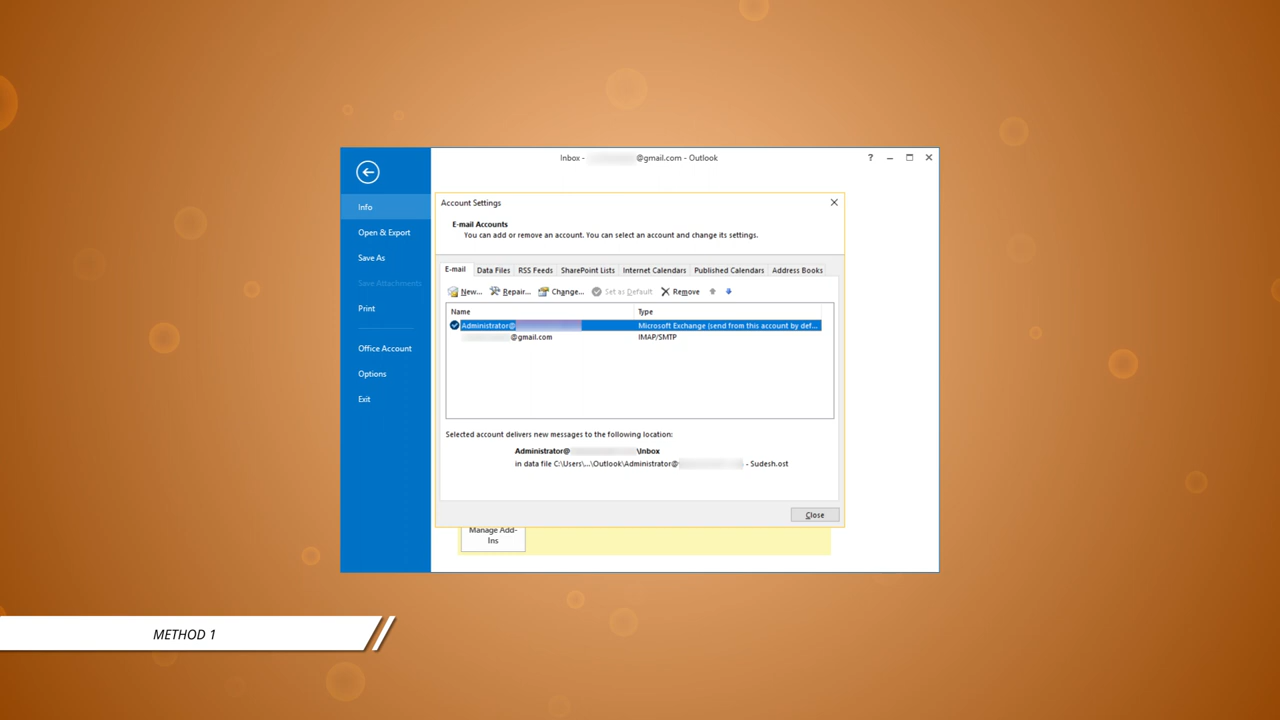 Inbox - @gmail.com - Outlook
?
Info
Open & Export
Save As
Save Attachments
Print
Office Account
Options
Exit
Account Settings
E-mail Accounts
You can add or remove an account. You can select an account and change its settings.
E-mail Data Files RSS Feeds SharePoint Lists Internet Calendars Published Calendars Address Books
New... Repair... Change... Set as Default Remove
Name Type
Administrator@ Microsoft Exchange (send from this account by def...
@gmail.com IMAP/SMTP
Selected account delivers new messages to the following location:
Administrator@ \Inbox
in data file C:\Users\...\Outlook\Administrator@ - Sudesh.ost
Close
Manage Add-
Ins
METHOD 1